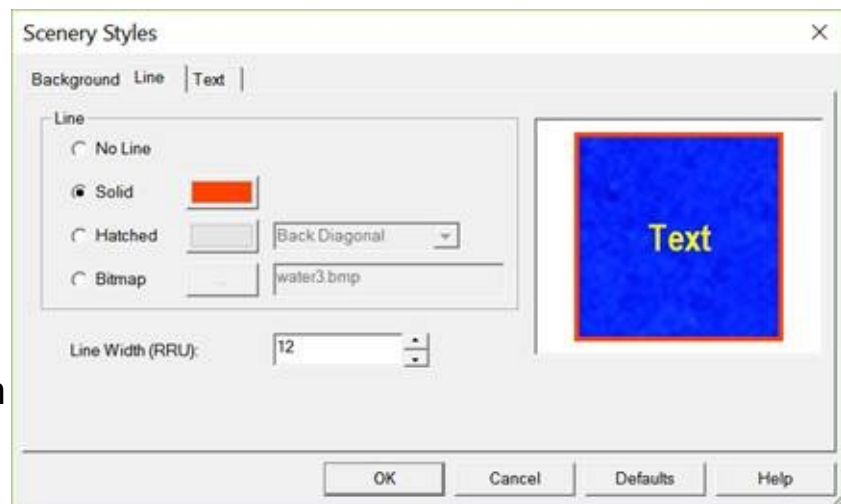 Scenery Styles
Background Line Text
Line
No Line
Solid
Hatched Back Diagonal
Bitmap ... water3.bmp
Line Width (RRU): 12
Text
OK Cancel Defaults Help